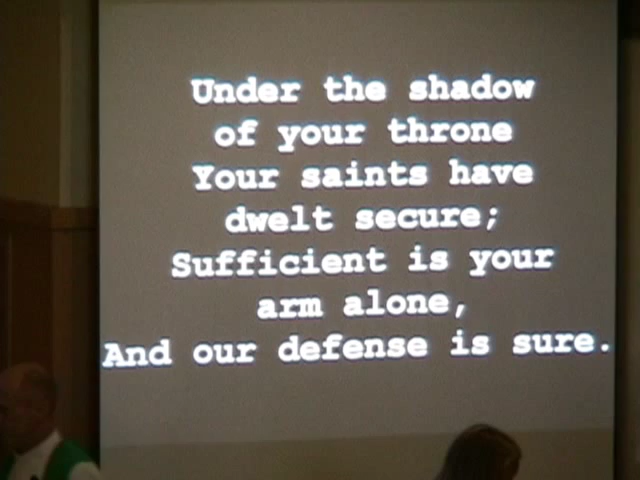 Under the shadow
of your throne
Your saints have
dwelt secure;
Sufficient is your
arm alone,
And our defense is sure.